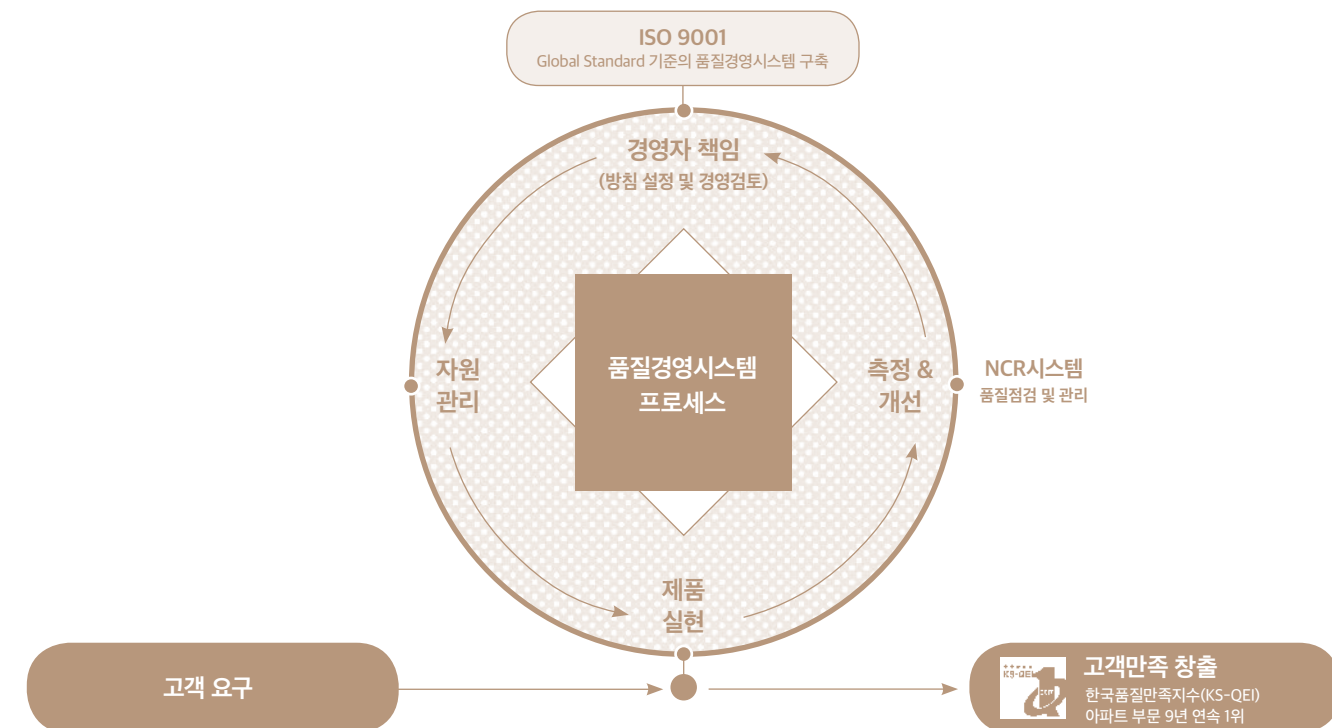 ISO 9001
Global Standard 기준의 품질경영시스템 구축
경영자 책임
(방침 설정 및 경영검토)
자원
관리
품질경영시스템
프로세스
측정 &
개선
NCR시스템
품질점검 및 관리
제품
실현
고객 요구
KS-QEI
고객만족 창출
한국품질만족지수(KS-QEI)
아파트 부문 9년 연속 1위